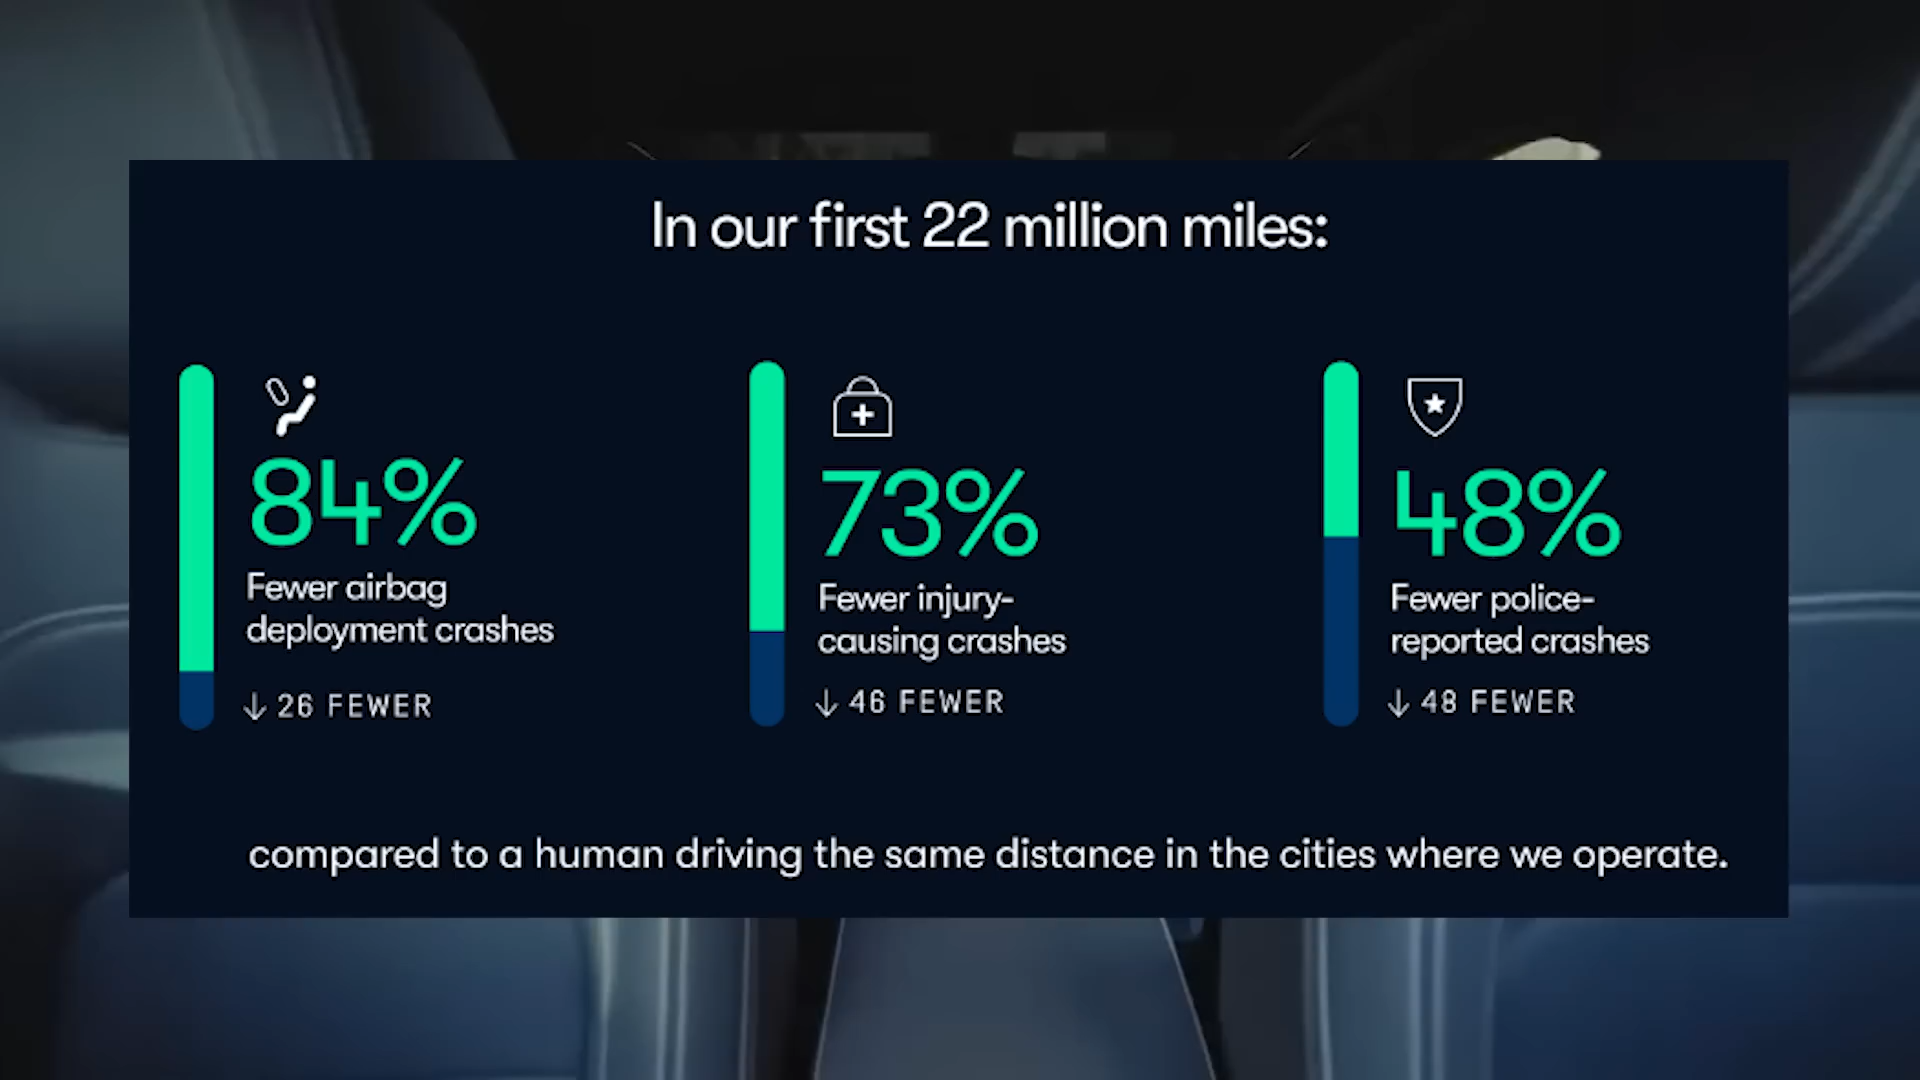 In our first 22 million miles:
84%
Fewer airbag
deployment crashes
↓ 26 FEWER
73%
Fewer injury-
causing crashes
↓ 46 FEWER
48%
Fewer police-
reported crashes
↓ 48 FEWER
compared to a human driving the same distance in the cities where we operate.